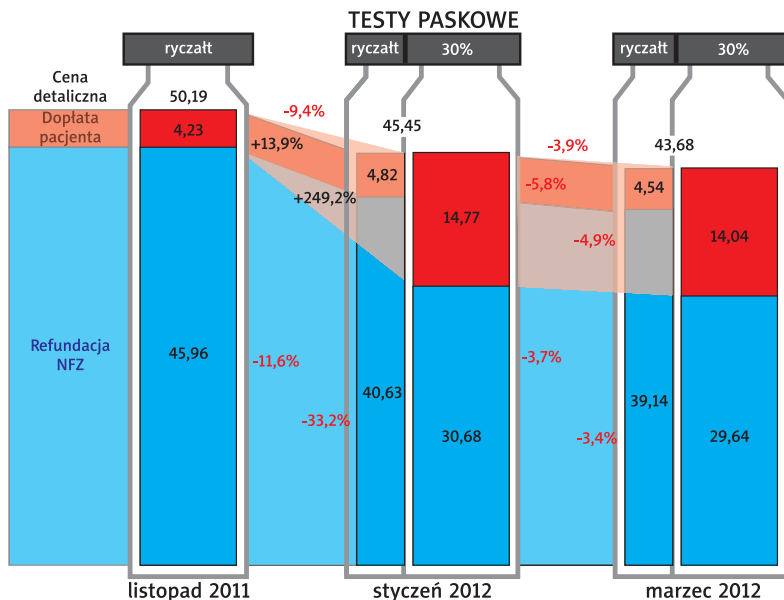 TESTY PASKOWE
ryczałt
ryczałt 30%
ryczałt 30%
Cena
detaliczna
50,19
-9,4%
45,45
-3,9%
43,68
Dopłata
pacjenta
4,23
+13,9%
4,82
-5,8%
4,54
+249,2%
14,77
-4,9%
14,04
Refundacja
NFZ
45,96
-11,6%
40,63
-3,7%
39,14
-33,2%
30,68
-3,4%
29,64
listopad 2011
styczeń 2012
marzec 2012